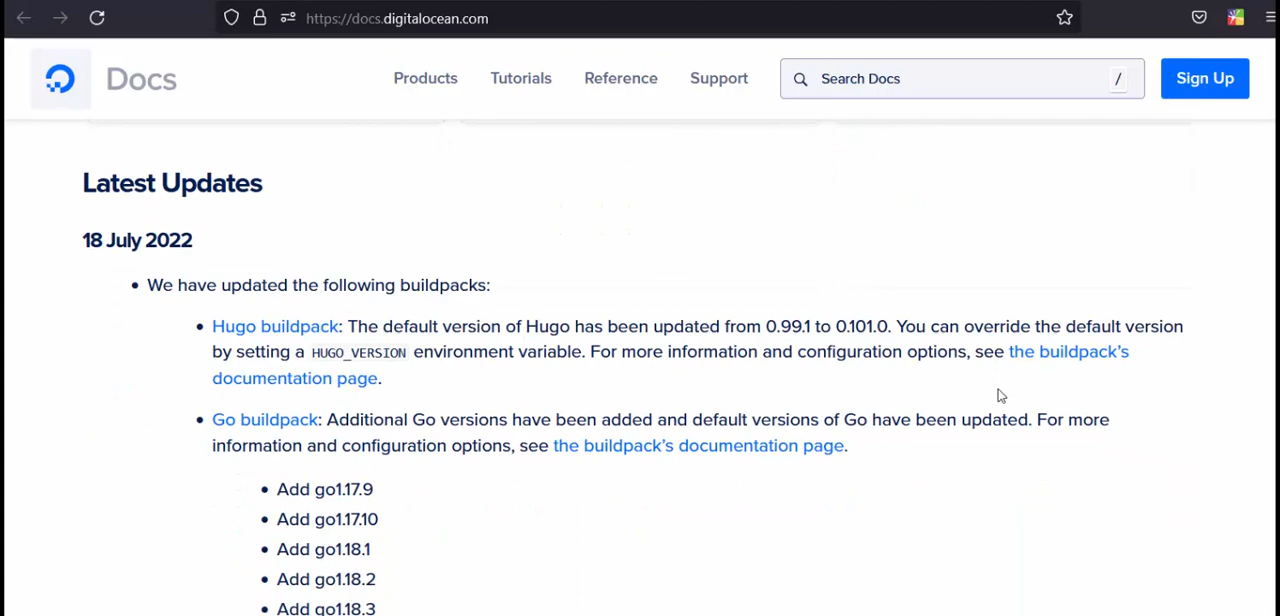 https://docs.digitalocean.com
Docs
Products
Tutorials
Reference
Support
Search Docs
/
Sign Up
Latest Updates
18 July 2022
• We have updated the following buildpacks:
• Hugo buildpack: The default version of Hugo has been updated from 0.99.1 to 0.101.0. You can override the default version
by setting a HUGO_VERSION environment variable. For more information and configuration options, see the buildpack's
documentation page.
• Go buildpack: Additional Go versions have been added and default versions of Go have been updated. For more
information and configuration options, see the buildpack's documentation page.
• Add go1.17.9
• Add go1.17.10
• Add go1.18.1
• Add go1.18.2
• Add go1.18.3